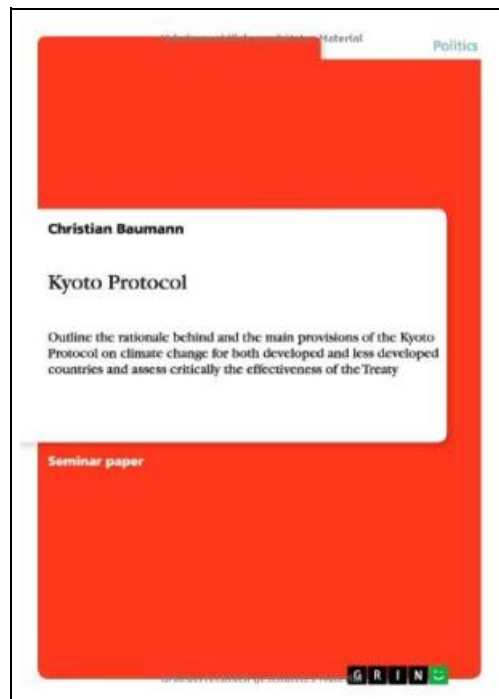 Material
Politics
Christian Baumann
Kyoto Protocol
Outline the rationale behind and the main provisions of the Kyoto
Protocol on climate change for both developed and less developed
countries and assess critically the effectiveness of the Treaty
Seminar paper
GRIN